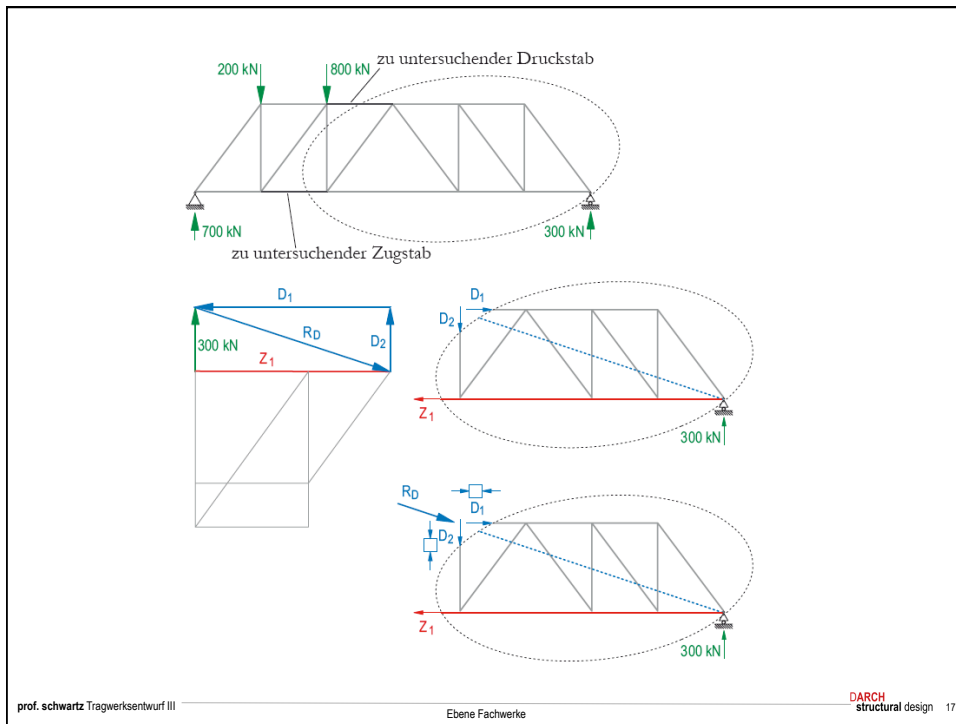 zu untersuchender Druckstab
200 kN
800 kN
700 kN
300 kN
zu untersuchender Zugstab
D1
RD
D2
300 kN
Z1
D1
D2
Z1
300 kN
RD
D1
D2
Z1
300 kN
prof. schwartz Tragwerksentwurf III
Ebene Fachwerke
DARCH
structural design 17